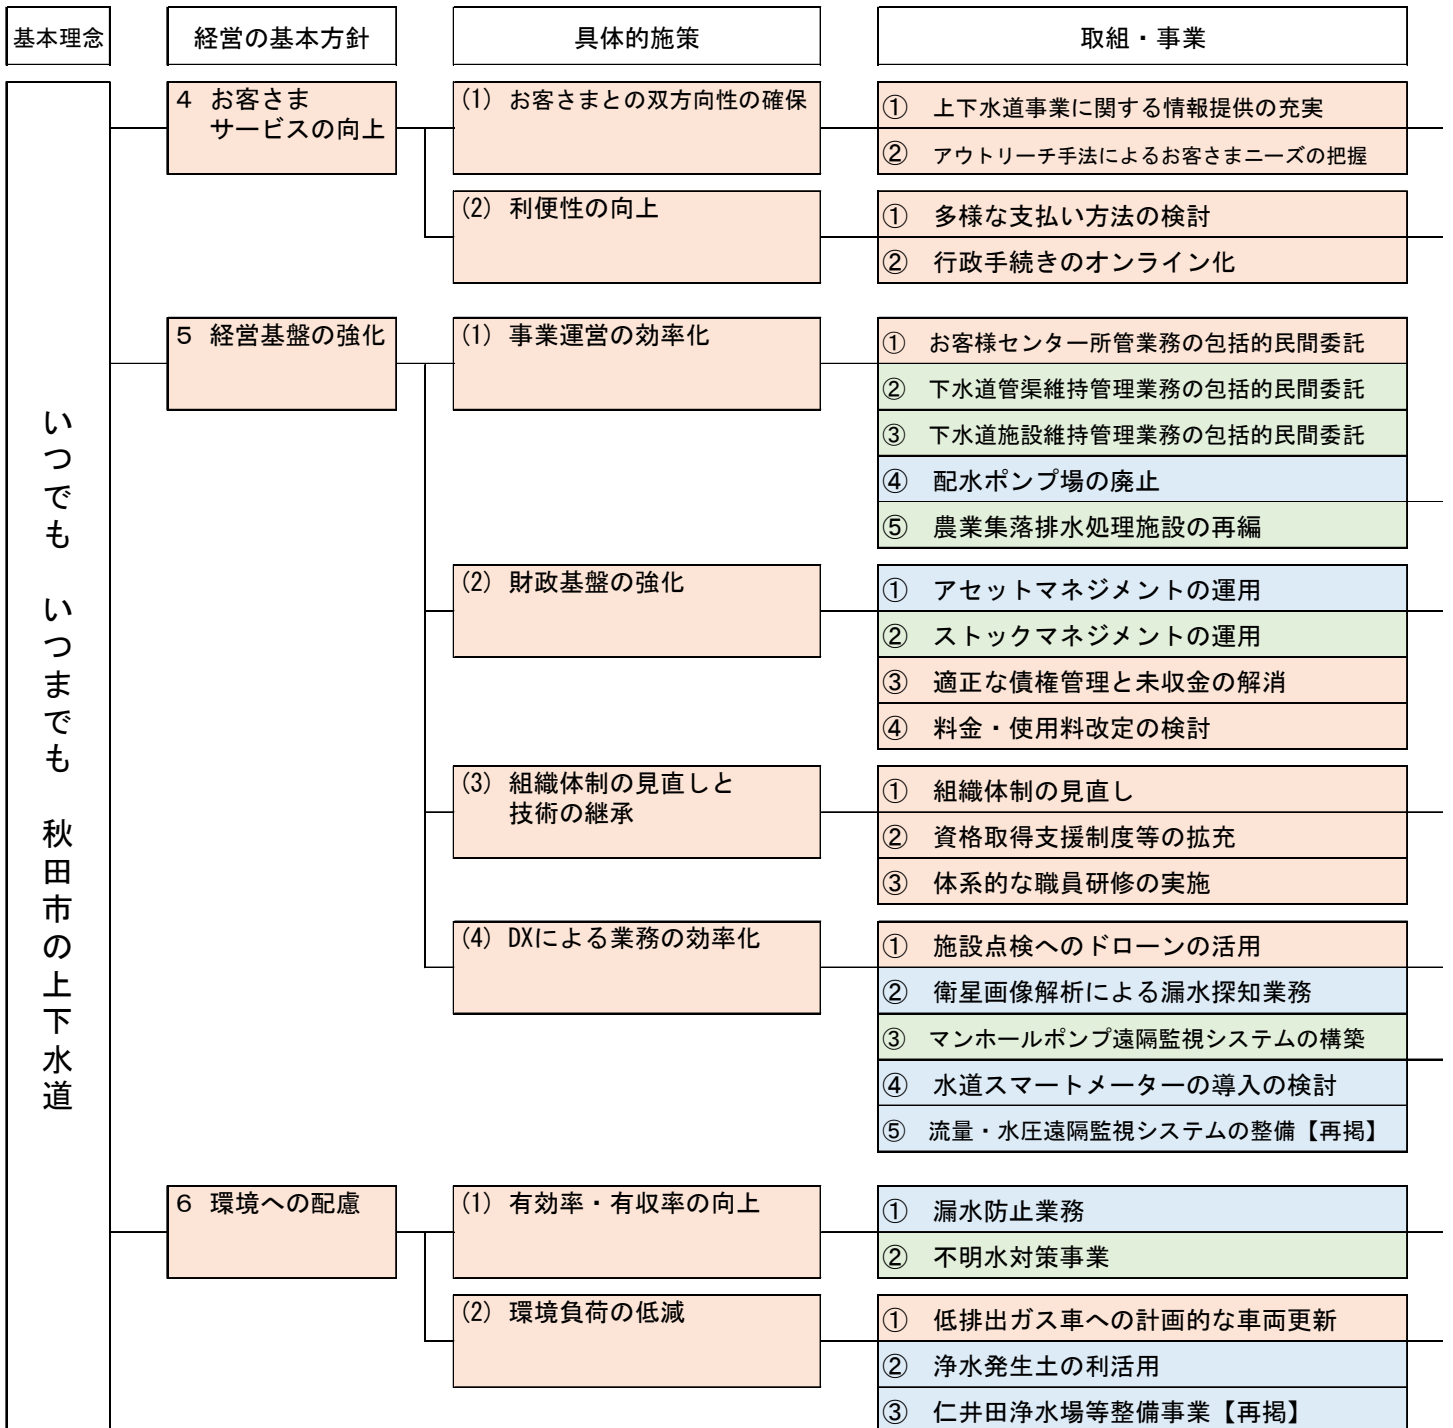 基本理念
経営の基本方針
具体的施策
取組・事業
いつでも いつまでも 秋田市の上下水道
4 お客さま
サービスの向上
(1) お客さまとの双方向性の確保
① 上下水道事業に関する情報提供の充実
② アウトリーチ手法によるお客さまニーズの把握
(2) 利便性の向上
① 多様な支払い方法の検討
② 行政手続きのオンライン化
5 経営基盤の強化
(1) 事業運営の効率化
① お客様センター所管業務の包括的民間委託
② 下水道管渠維持管理業務の包括的民間委託
③ 下水道施設維持管理業務の包括的民間委託
④ 配水ポンプ場の廃止
⑤ 農業集落排水処理施設の再編
(2) 財政基盤の強化
① アセットマネジメントの運用
② ストックマネジメントの運用
③ 適正な債権管理と未収金の解消
④ 料金・使用料改定の検討
(3) 組織体制の見直しと
技術の継承
① 組織体制の見直し
② 資格取得支援制度等の拡充
③ 体系的な職員研修の実施
(4) DXによる業務の効率化
① 施設点検へのドローンの活用
② 衛星画像解析による漏水探知業務
③ マンホールポンプ遠隔監視システムの構築
④ 水道スマートメーターの導入の検討
⑤ 流量・水圧遠隔監視システムの整備【再掲】
6 環境への配慮
(1) 有効率・有収率の向上
① 漏水防止業務
② 不明水対策事業
(2) 環境負荷の低減
① 低排出ガス車への計画的な車両更新
② 浄水発生土の利活用
③ 仁井田浄水場等整備事業【再掲】